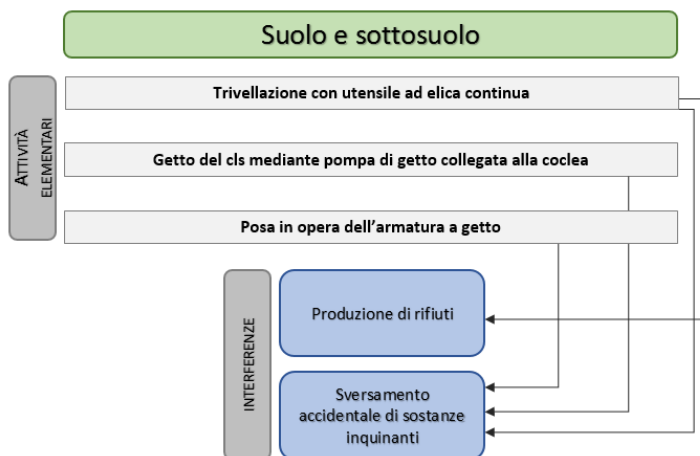 Suolo e sottosuolo
ATTIVITÀ
ELEMENTARI
Trivellazione con utensile ad elica continua
Getto del cls mediante pompa di getto collegata alla coclea
Posa in opera dell'armatura a getto
INTERFERENZE
Produzione di rifiuti
Sversamento
accidentale di sostanze
inquinanti